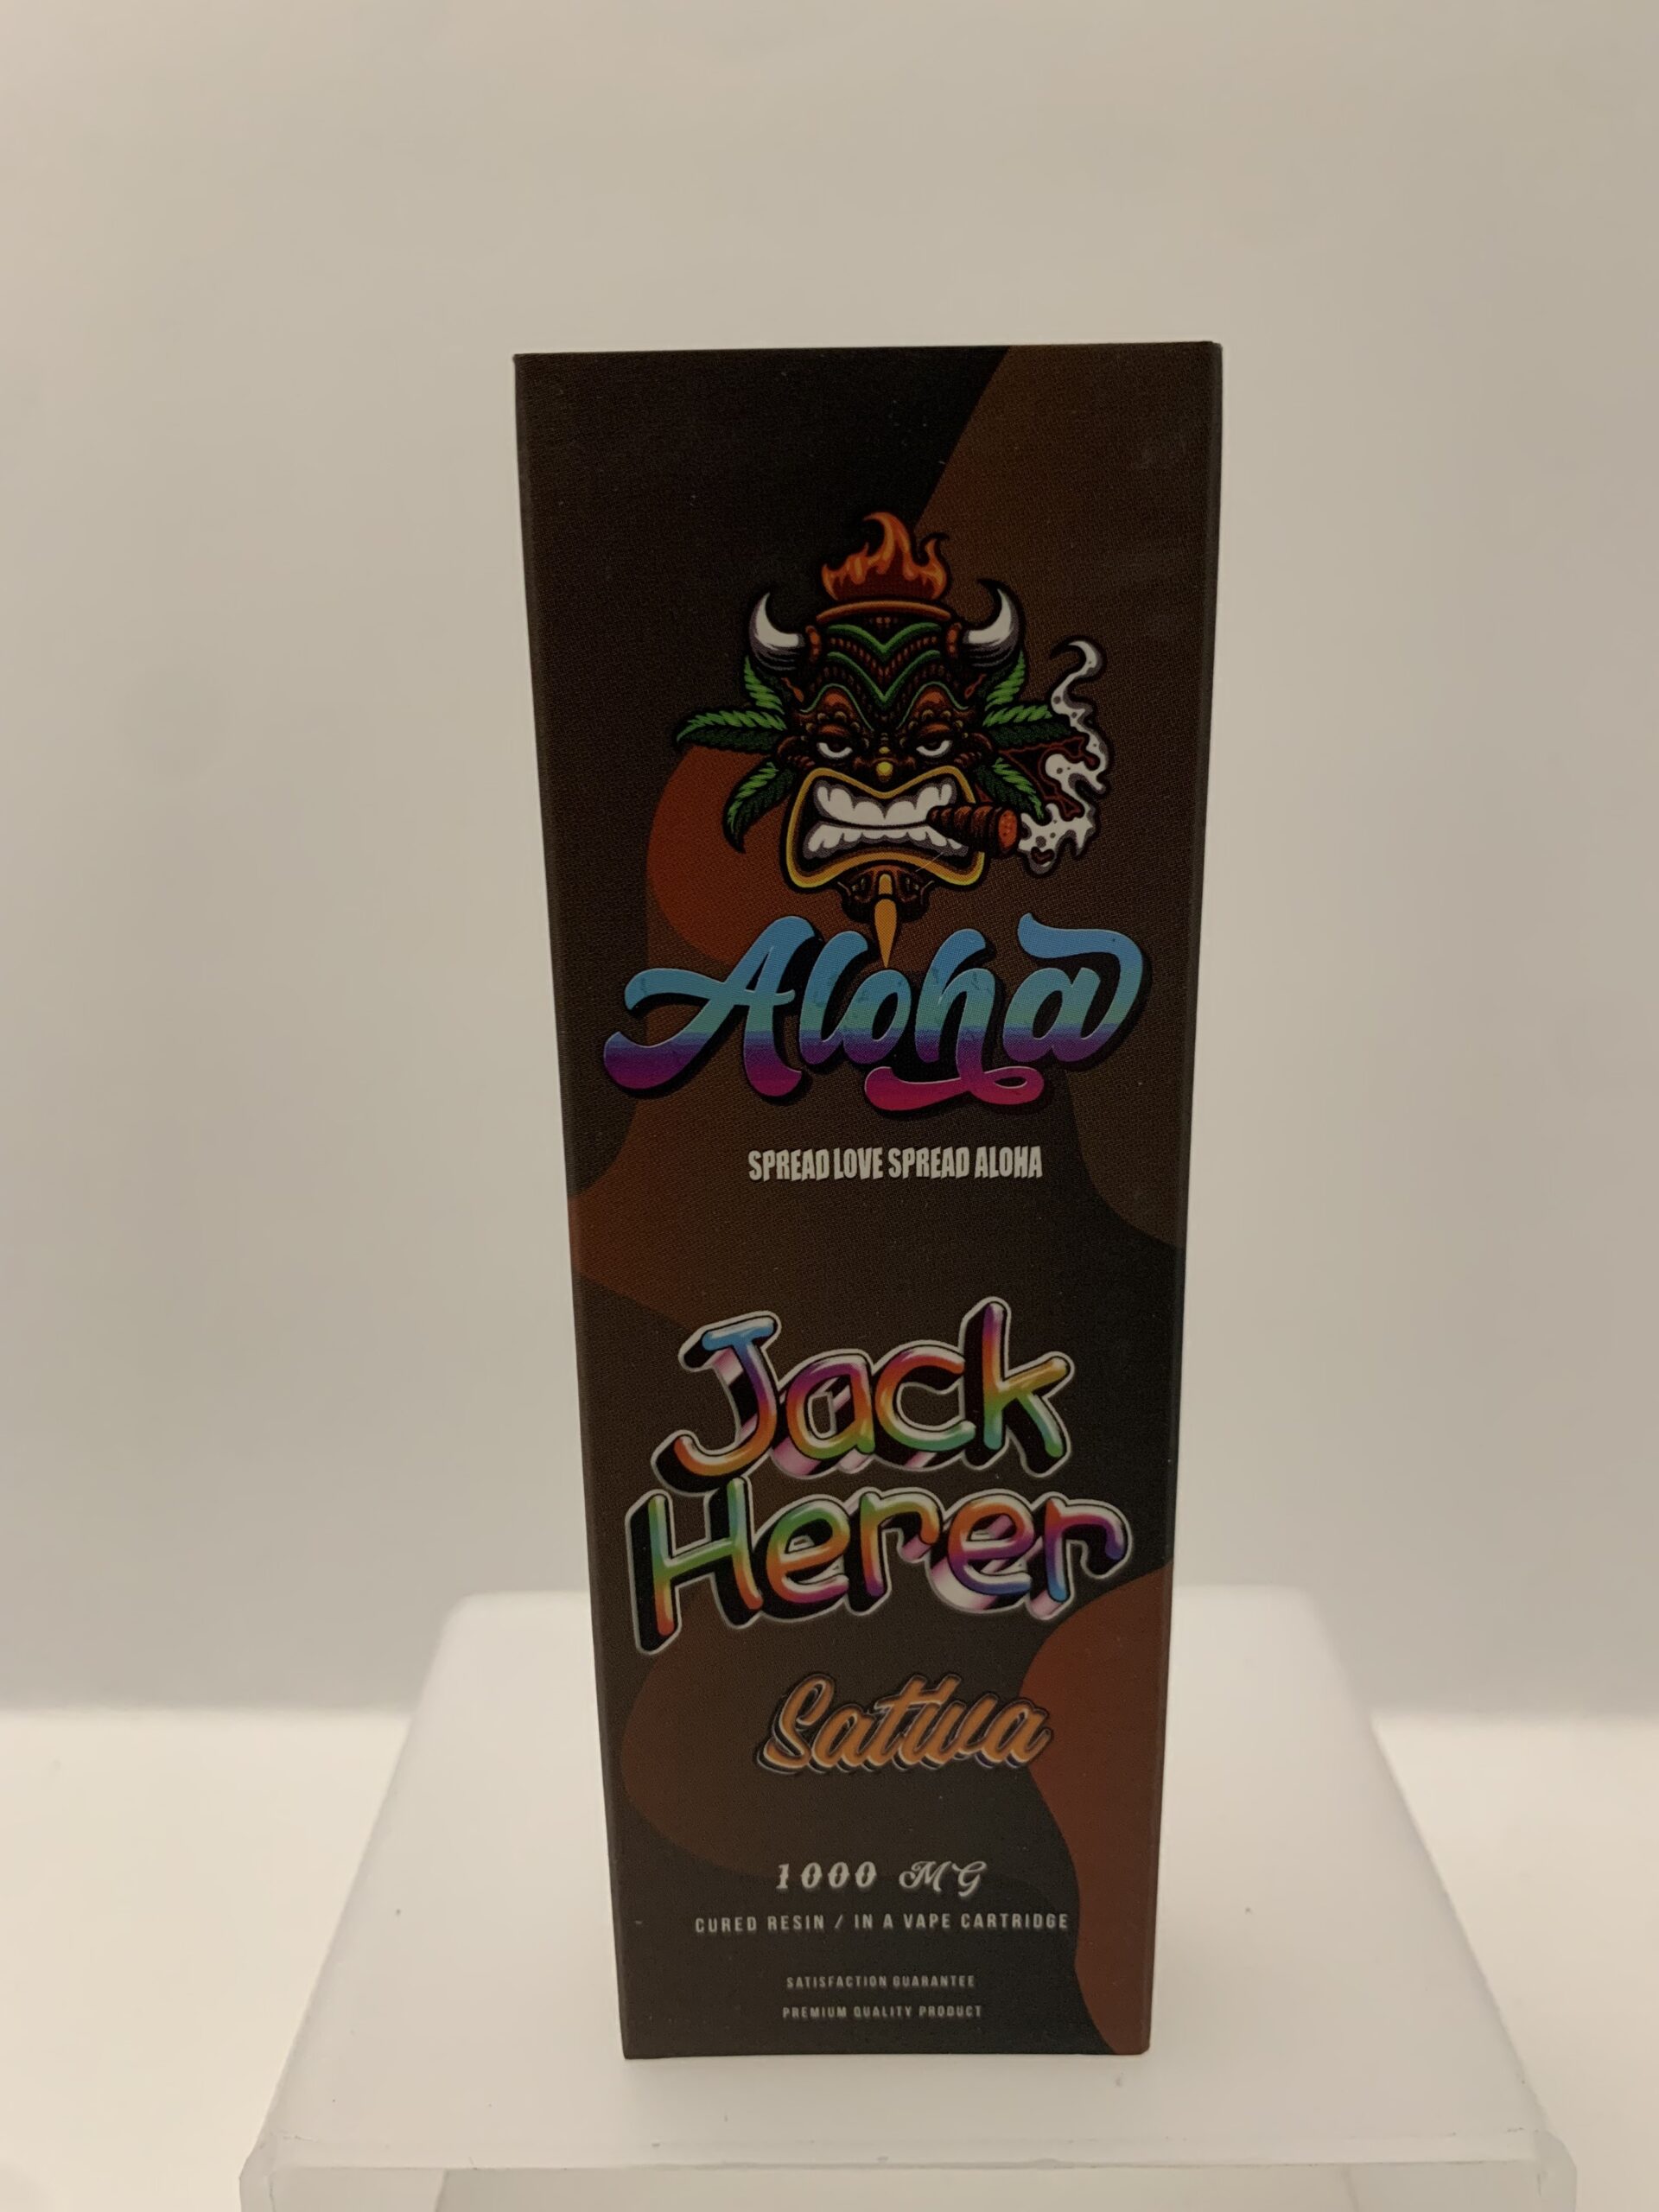 Aloha
SPREAD LOVE SPREAD ALOHA
Jack
Herer
Sativa
1000 MG
CURED RESIN / IN A VAPE CARTRIDGE
SATISFACTION GUARANTEE
PREMIUM QUALITY PRODUCT